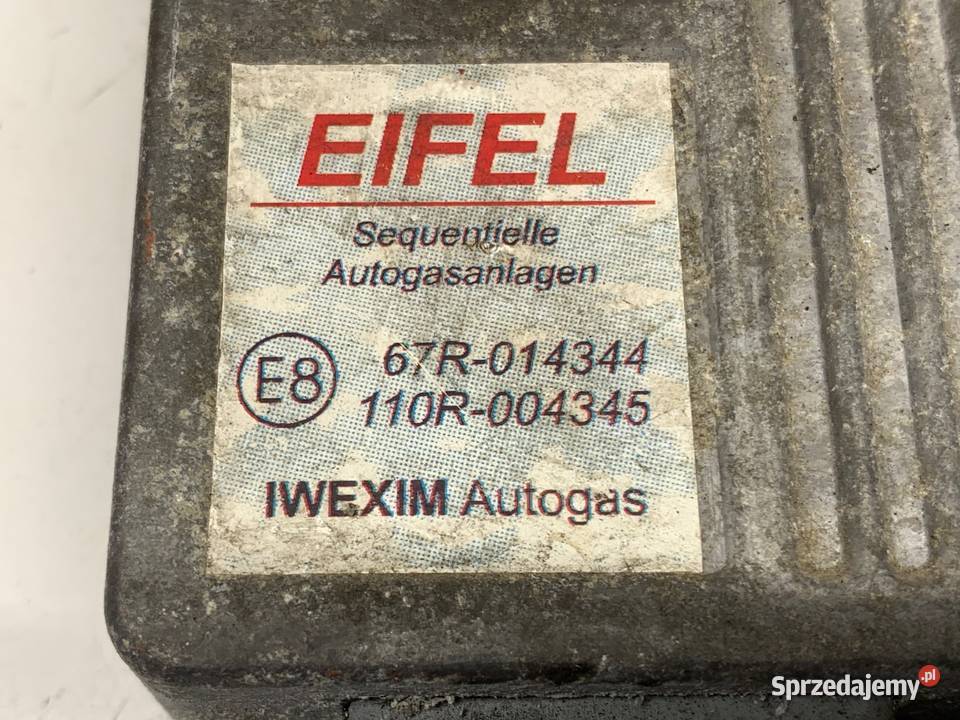 EIFEL
Sequentielle
Autogasanlagen
E8
67R-014344
110R-004345
IWEXIM Autogas
Sprzedajemy.pl